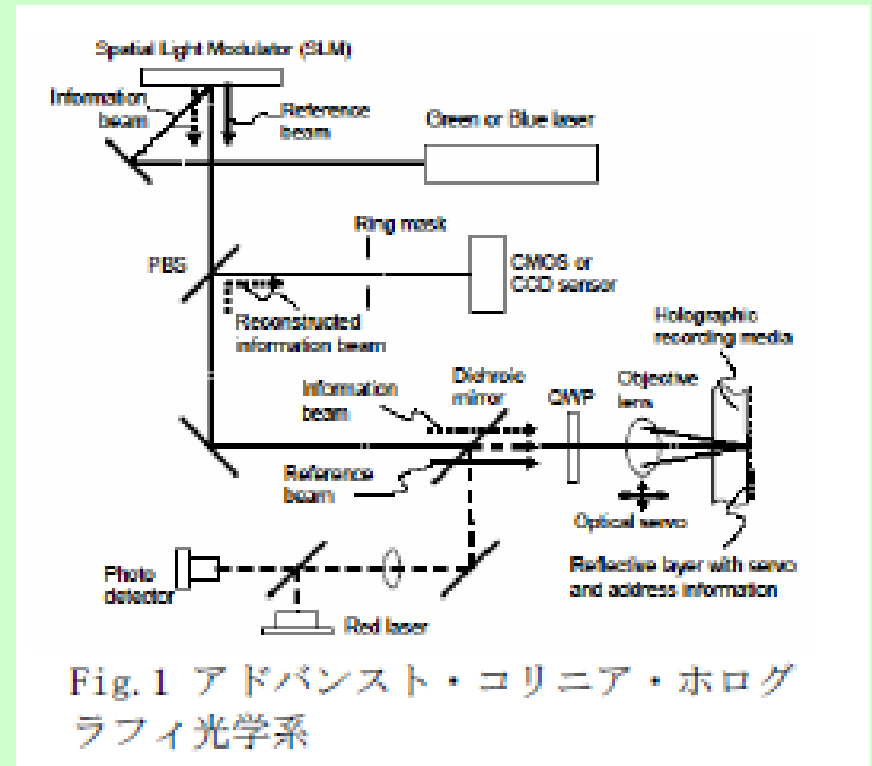 Spatial Light Modulator (SLM)
Information
beam
Reference
beam
Green or Blue laser
Ring mask
PBS
CMOS or
CCD sensor
Reconstructed
information beam
Holographic
recording media
Information
beam
Dichroic
mirror
QWP
Objective
lens
Reference
beam
Optical servo
Photo
detector
Reflective layer with servo
and address information
Red laser
Fig.1 アドバンスト・コリニア・ホログ
ラフィ光学系